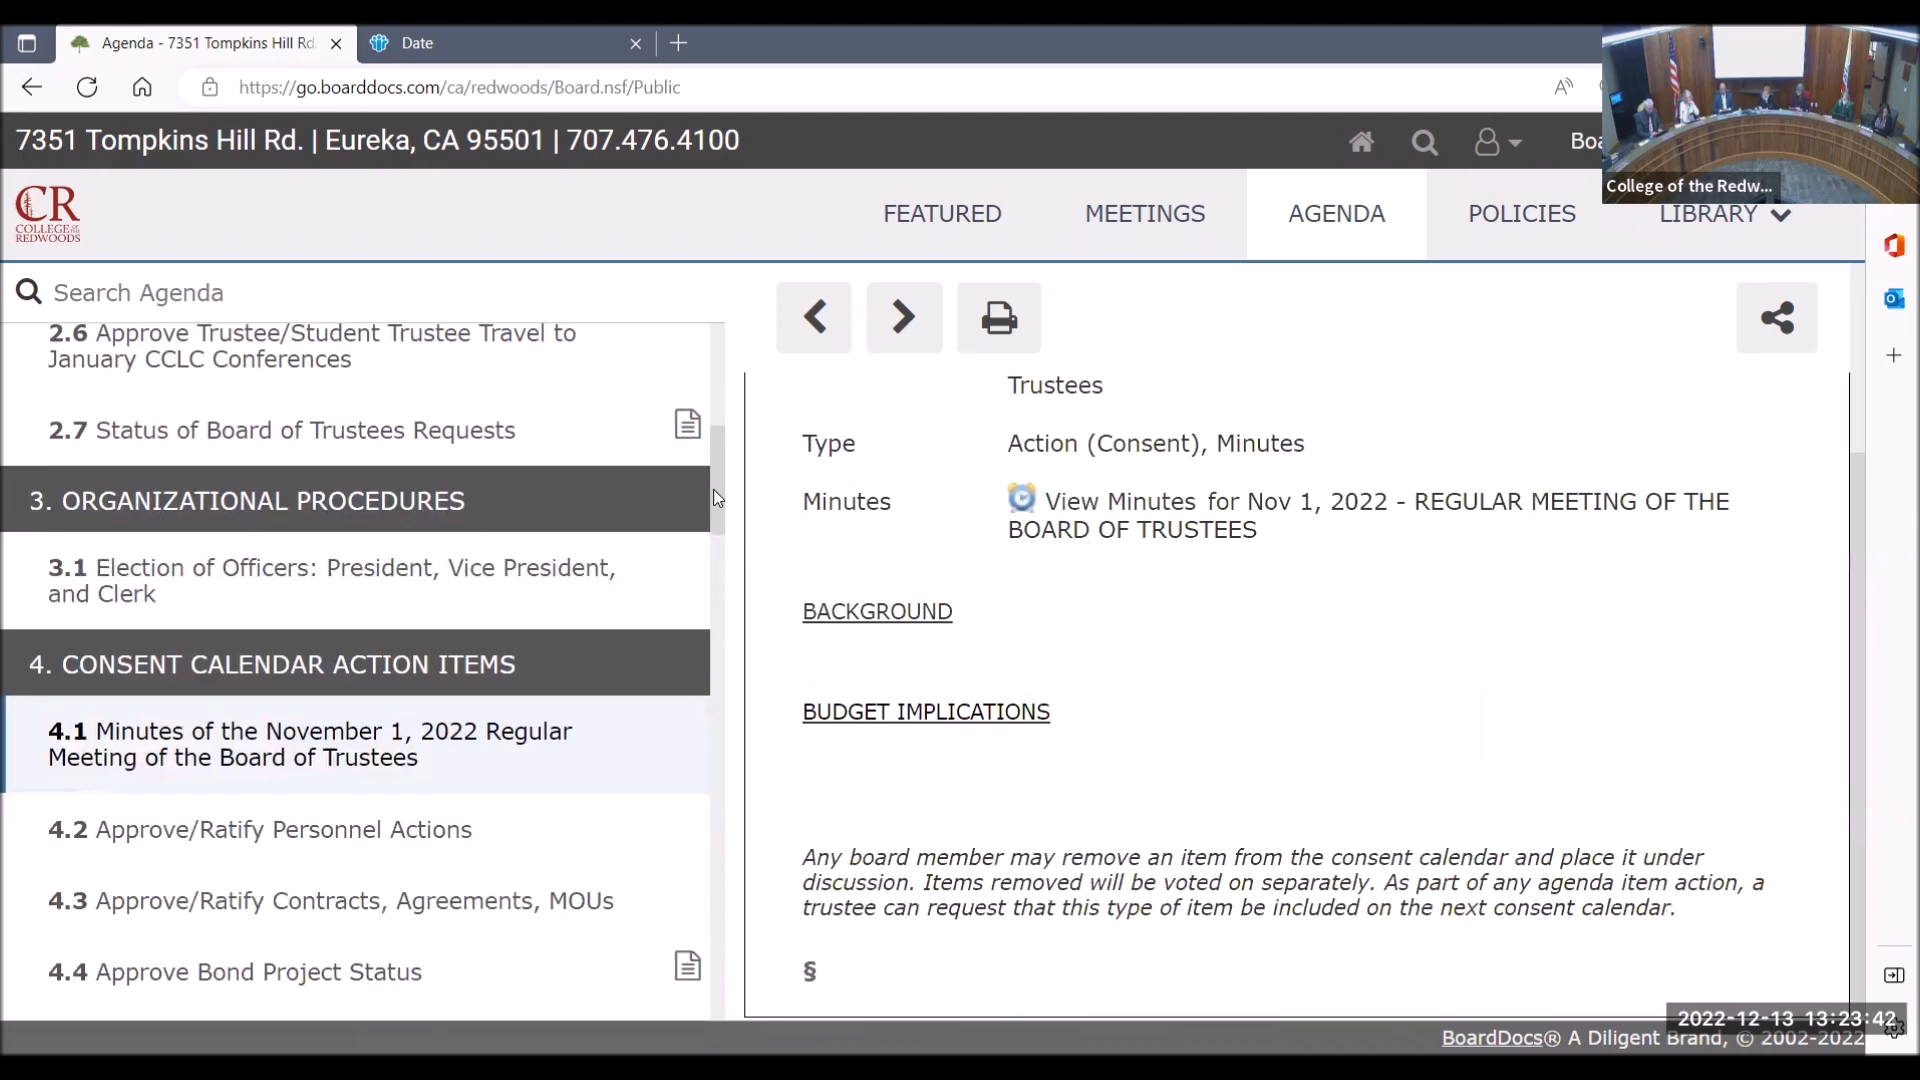 Agenda - 7351 Tompkins Hill Rd.
Date
https://go.boarddocs.com/ca/redwoods/Board.nsf/Public
7351 Tompkins Hill Rd. | Eureka, CA 95501 | 707.476.4100
Boa
College of the Redw...
CR
COLLEGE OF THE
REDWOODS
FEATURED
MEETINGS
AGENDA
POLICIES
LIBRARY
Search Agenda
2.6 Approve Trustee/Student Trustee Travel to
January CCLC Conferences
2.7 Status of Board of Trustees Requests
3. ORGANIZATIONAL PROCEDURES
3.1 Election of Officers: President, Vice President,
and Clerk
4. CONSENT CALENDAR ACTION ITEMS
4.1 Minutes of the November 1, 2022 Regular
Meeting of the Board of Trustees
4.2 Approve/Ratify Personnel Actions
4.3 Approve/Ratify Contracts, Agreements, MOUs
4.4 Approve Bond Project Status
Trustees
Type Action (Consent), Minutes
Minutes View Minutes for Nov 1, 2022 - REGULAR MEETING OF THE
BOARD OF TRUSTEES
BACKGROUND
BUDGET IMPLICATIONS
Any board member may remove an item from the consent calendar and place it under
discussion. Items removed will be voted on separately. As part of any agenda item action, a
trustee can request that this type of item be included on the next consent calendar.
§
2022-12-13 13:23:42
BoardDocs® A Diligent Brand, © 2002-2022